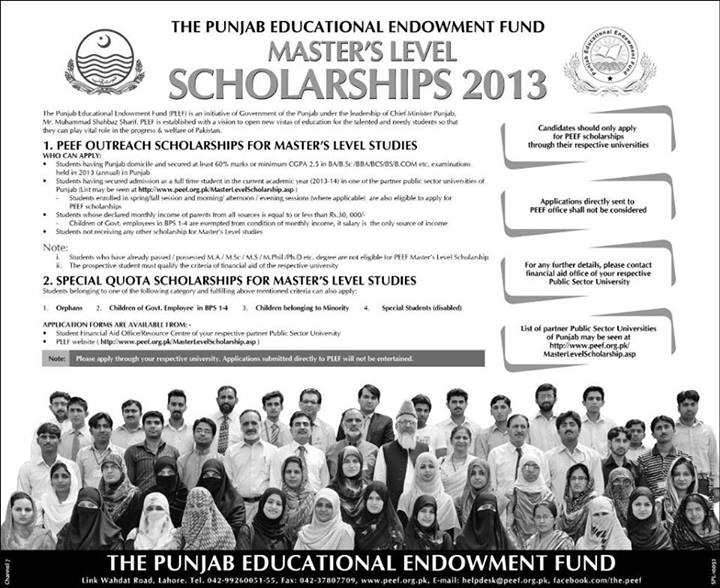 THE PUNJAB EDUCATIONAL ENDOWMENT FUND
MASTER'S LEVEL
SCHOLARSHIPS 2013
The Punjab Educational Endowment Fund (PEEF) is an initiative of Government of the Punjab under the leadership of Chief Minister Punjab,
Mr. Muhammad Shahbaz Sharif. PEEF is established with a vision to open new vistas of education for the talented and needy students so that
they can play vital role in the progress & welfare of Pakistan.
1. PEEF OUTREACH SCHOLARSHIPS FOR MASTER'S LEVEL STUDIES
WHO CAN APPLY:
• Students having Punjab domicile and secured at least 60% marks or minimum CGPA 2.5 in BA/B.Sc/BBA/BCS/BS/B.COM etc. examinations
held in 2013 (annual) in Punjab
• Students having secured admission as a full time student in the current academic year (2013-14) in one of the partner public sector universities of
Punjab (List may be seen at http://www.peef.org.pk/MasterLevelScholarship.asp )
- Students enrolled in spring/fall session and morning/ afternoon / evening sessions (where applicable) are also eligible to apply for
PEEF scholarships
• Students whose declared monthly income of parents from all sources is equal to or less than Rs.30, 000/-
- Children of Govt. employees in BPS 1-4 are exempted from condition of monthly income, it salary is the only source of income
• Students not receiving any other scholarship for Master's Level studies
Note:
i. Students who have already passed / possessed M.A / M.Sc / M.S / M.Phil /Ph.D etc. degree are not eligible for PEEF Master's Level Scholarship
ii. The prospective student must qualify the criteria of financial aid of the respective university
2. SPECIAL QUOTA SCHOLARSHIPS FOR MASTER'S LEVEL STUDIES
Students belonging to one of the following category and fulfilling above mentioned criteria can also apply:
1. Orphans 2. Children of Govt. Employee in BPS 1-4 3. Children belonging to Minority 4. Special Students (disabled)
APPLICATION FORMS ARE AVAILABLE FROM: -
• Student Financial Aid Office/Resource Centre of your respective partner Public Sector University
• PEEF website ( http://www.peef.org.pk/MasterLevelScholarship.asp )
Note: Please apply through your respective university. Applications submitted directly to PEEF will not be entertained.
Candidates should only apply
for PEEF scholarships
through their respective universities
Applications directly sent to
PEEF office shall not be considered
For any further details, please contact
financial aid office of your respective
Public Sector University
List of partner Public Sector Universities
of Punjab may be seen at
http://www.peef.org.pk/
MasterLevelScholarship.asp
Channel 7
THE PUNJAB EDUCATIONAL ENDOWMENT FUND
Link Wahdat Road, Lahore. Tel. 042-99260051-55, Fax: 042-37807709, www.peef.org.pk, E-mail: helpdesk@peef.org.pk, facebook.com/the.peef